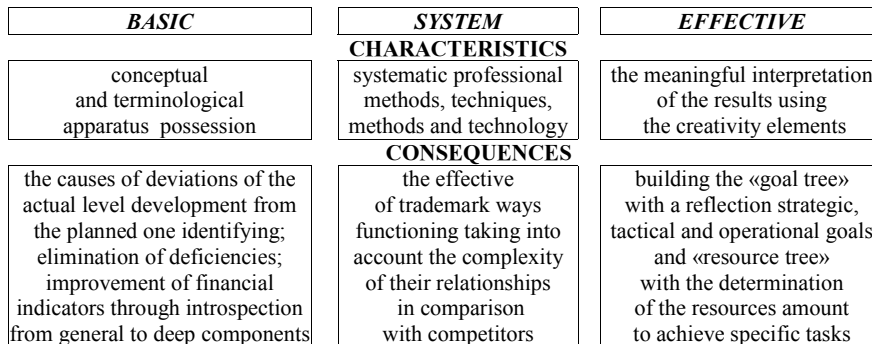 BASIC
SYSTEM
EFFECTIVE
CHARACTERISTICS
conceptual
and terminological
apparatus possession
systematic professional
methods, techniques,
methods and technology
the meaningful interpretation
of the results using
the creativity elements
CONSEQUENCES
the causes of deviations of the
actual level development from
the planned one identifying;
elimination of deficiencies;
improvement of financial
indicators through introspection
from general to deep components
the effective
of trademark ways
functioning taking into
account the complexity
of their relationships
in comparison
with competitors
building the «goal tree»
with a reflection strategic,
tactical and operational goals
and «resource tree»
with the determination
of the resources amount
to achieve specific tasks